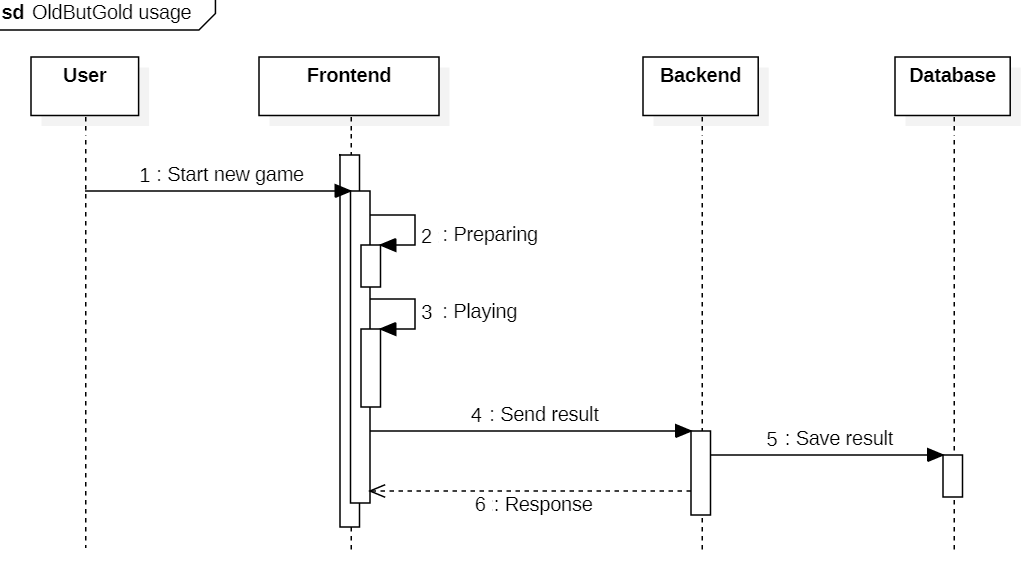 sd OldButGold usage
User
Frontend
Backend
Database
1 : Start new game
2 : Preparing
3 : Playing
4 : Send result
5 : Save result
6 : Response